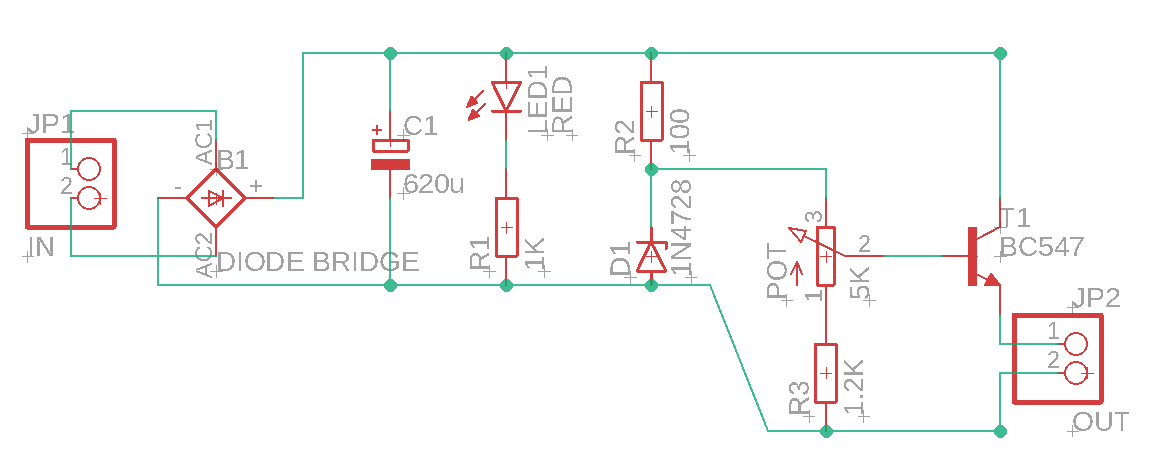 JP1
1
2
IN
AC1
B1
-
+
AC2
DIODE BRIDGE
+
C1
620u
LED1
RED
R1
1K
R2
100
D1
1N4728
POT
3
2
1
5K
R3
1.2K
T1
BC547
JP2
1
2
OUT